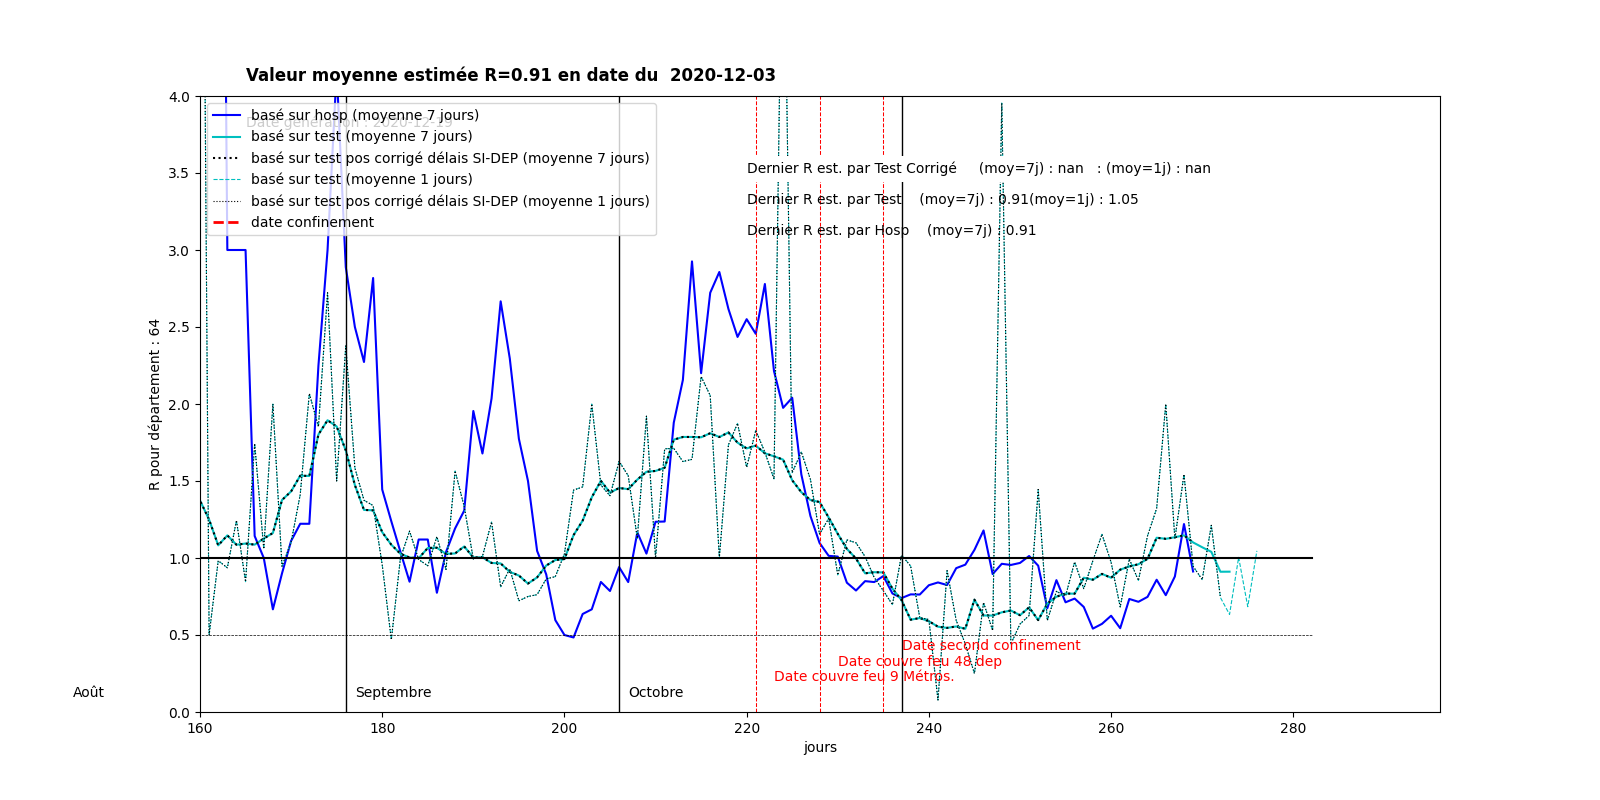 Valeur moyenne estimée R=0.91 en date du  2020-12-03
Date génération : 2020-12-19
basé sur hosp (moyenne 7 jours)
basé sur test (moyenne 7 jours)
basé sur test pos corrigé délais SI-DEP (moyenne 7 jours)
basé sur test (moyenne 1 jours)
basé sur test pos corrigé délais SI-DEP (moyenne 1 jours)
date confinement
Dernier R est. par Test Corrigé     (moy=7j) : nan   : (moy=1j) : nan
Dernier R est. par Test    (moy=7j) : 0.91(moy=1j) : 1.05
Dernier R est. par Hosp    (moy=7j) : 0.91
4.0
3.5
3.0
2.5
2.0
1.5
1.0
0.5
0.0
R pour département : 64
Date second confinement
Date couvre feu 48 dep
Date couvre feu 9 Métros.
Août
Septembre
Octobre
160 180 200 220 240 260 280
jours